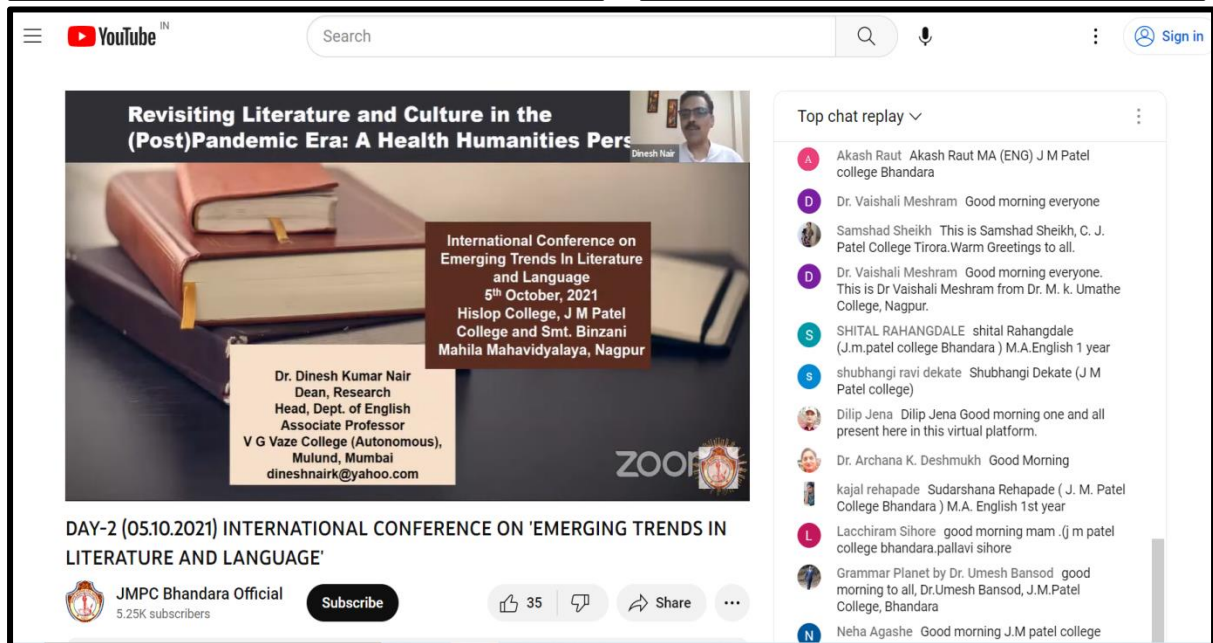 YouTube IN
Search
Sign in
Revisiting Literature and Culture in the
(Post)Pandemic Era: A Health Humanities Pers
Dinesh Nair
International Conference on
Emerging Trends In Literature
and Language
5th October, 2021
Hislop College, J M Patel
College and Smt. Binzani
Mahila Mahavidyalaya, Nagpur
Dr. Dinesh Kumar Nair
Dean, Research
Head, Dept. of English
Associate Professor
V G Vaze College (Autonomous),
Mulund, Mumbai
dineshnairk@yahoo.com
zoom
DAY-2 (05.10.2021) INTERNATIONAL CONFERENCE ON 'EMERGING TRENDS IN
LITERATURE AND LANGUAGE'
JMPC Bhandara Official
5.25K subscribers
Subscribe
35
Share
Top chat replay
A
Akash Raut Akash Raut MA (ENG) J M Patel
college Bhandara
D
Dr. Vaishali Meshram Good morning everyone
Samshad Sheikh This is Samshad Sheikh, C. J.
Patel College Tirora.Warm Greetings to all.
D
Dr. Vaishali Meshram Good morning everyone.
This is Dr Vaishali Meshram from Dr. M. k. Umathe
College, Nagpur.
S
SHITAL RAHANGDALE shital Rahangdale
(J.m.patel college Bhandara ) M.A.English 1 year
s
shubhangi ravi dekate Shubhangi Dekate (J M
Patel college)
Dilip Jena Dilip Jena Good morning one and all
present here in this virtual platform.
Dr. Archana K. Deshmukh Good Morning
kajal rehapade Sudarshana Rehapade ( J. M. Patel
College Bhandara ) M.A. English 1st year
L
Lacchiram Sihore good morning mam .(j m patel
college bhandara.pallavi sihore
Grammar Planet by Dr. Umesh Bansod good
morning to all, Dr.Umesh Bansod, J.M.Patel
College, Bhandara
N
Neha Agashe Good morning J.M patel college